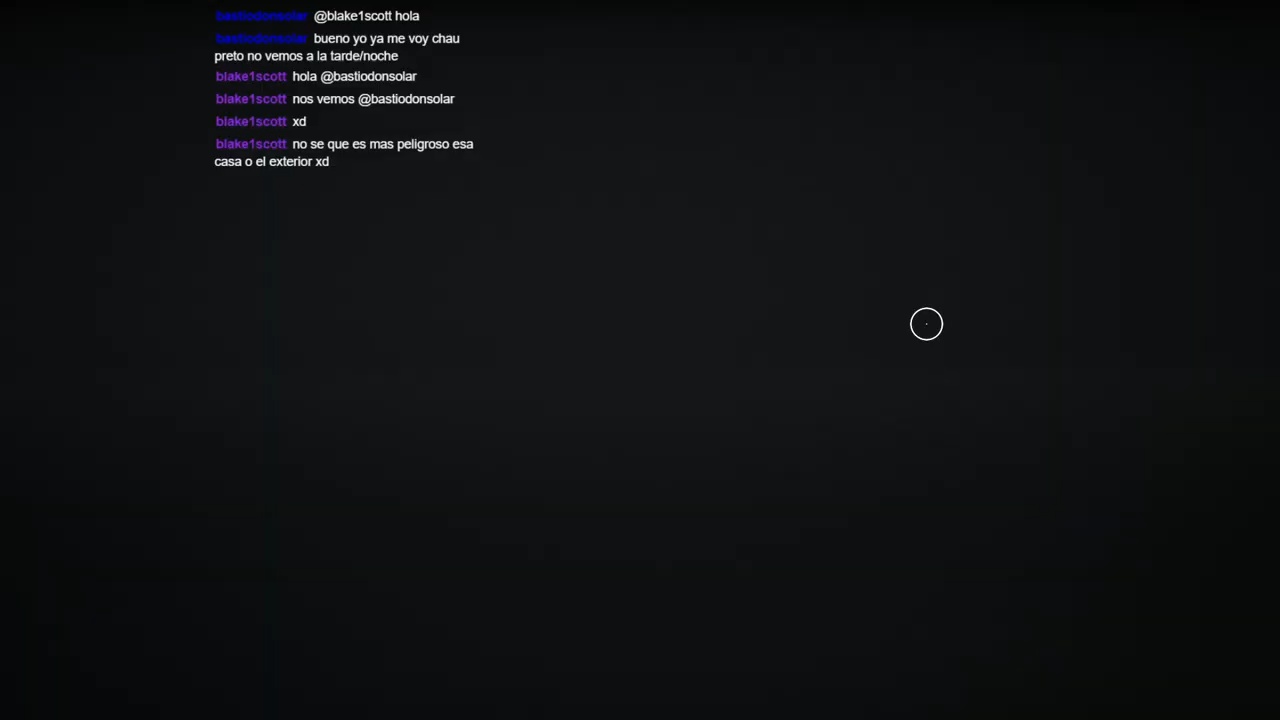 bastiodonsolar @blake1scott hola
bastiodonsolar bueno yo ya me voy chau
preto no vemos a la tarde/noche
blake1scott hola @bastiodonsolar
blake1scott nos vemos @bastiodonsolar
blake1scott xd
blake1scott no se que es mas peligroso esa
casa o el exterior xd